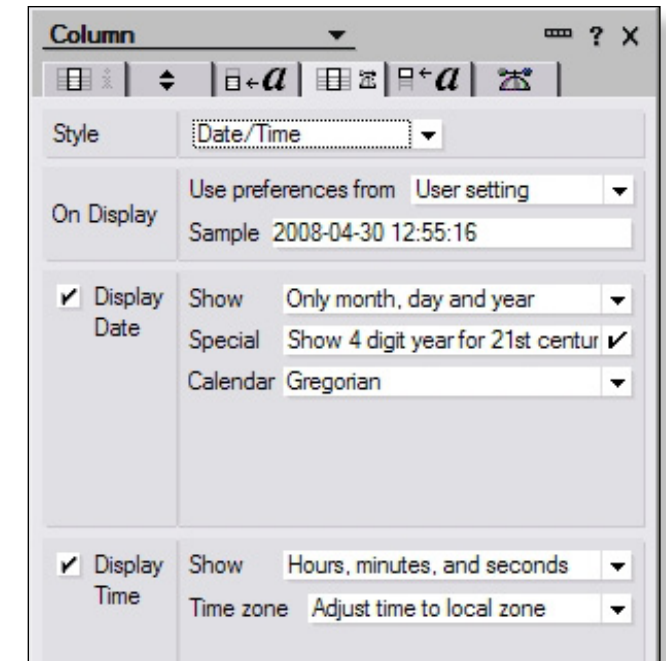 Column
?
X
a
a
Style
Date/Time
On Display
Use preferences from User setting
Sample 2008-04-30 12:55:16
Display Date
Show Only month, day and year
Special Show 4 digit year for 21st centur
Calendar Gregorian
Display Time
Show Hours, minutes, and seconds
Time zone Adjust time to local zone